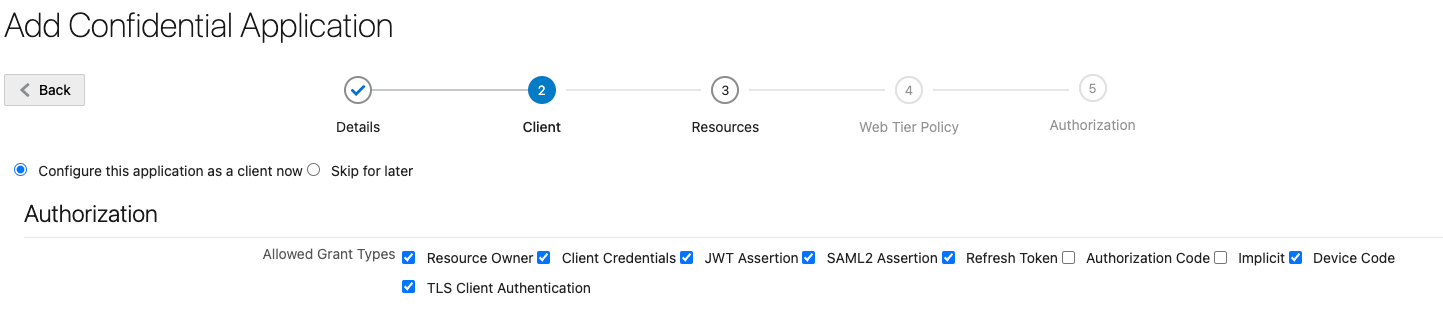 Add Confidential Application
Back
2 3 4 5
Details Client Resources Web Tier Policy Authorization
Configure this application as a client now Skip for later
Authorization
Allowed Grant Types Resource Owner Client Credentials JWT Assertion SAML2 Assertion Refresh Token Authorization Code Implicit Device Code
TLS Client Authentication